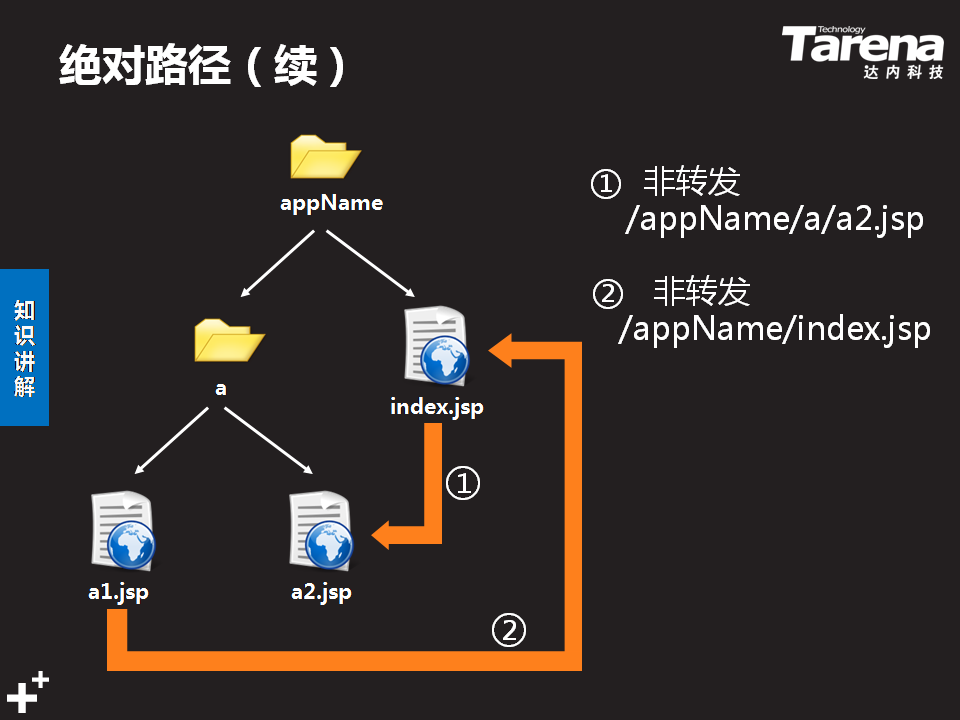 绝对路径（续）
Technology
Tarena
达内科技
appName
① 非转发
/appName/a/a2.jsp
② 非转发
/appName/index.jsp
知识讲解
a
index.jsp
①
a1.jsp
a2.jsp
②